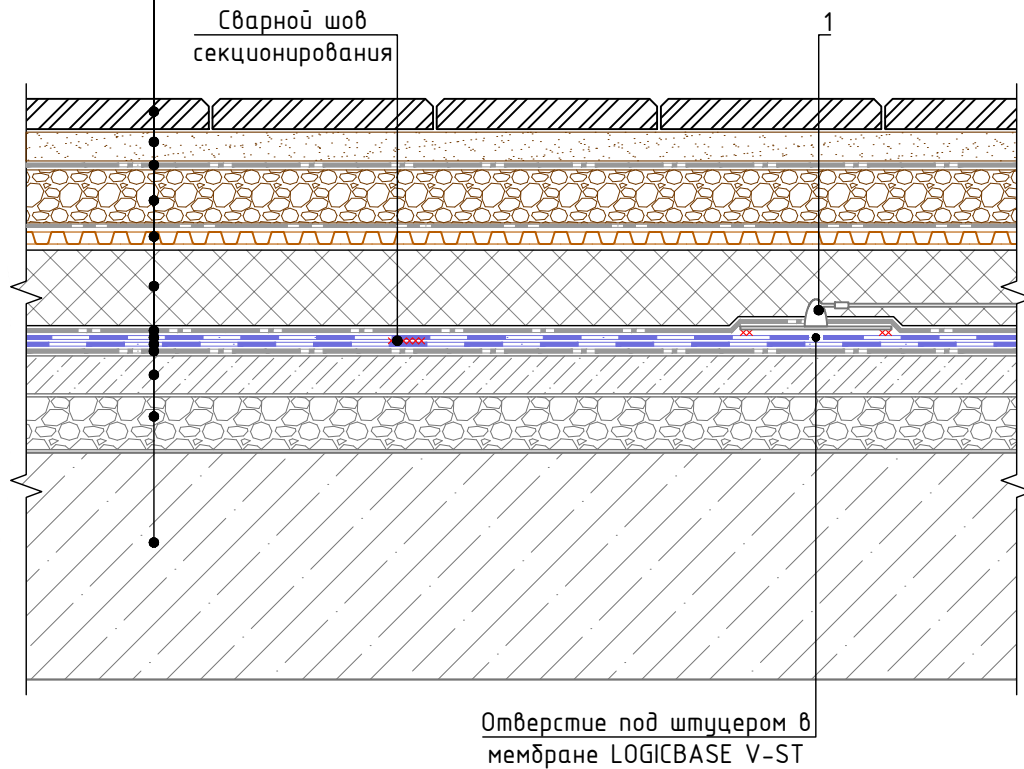 Сварной шов
секционирования
1
Отверстие под штуцером в
мембране LOGICBASE V-ST